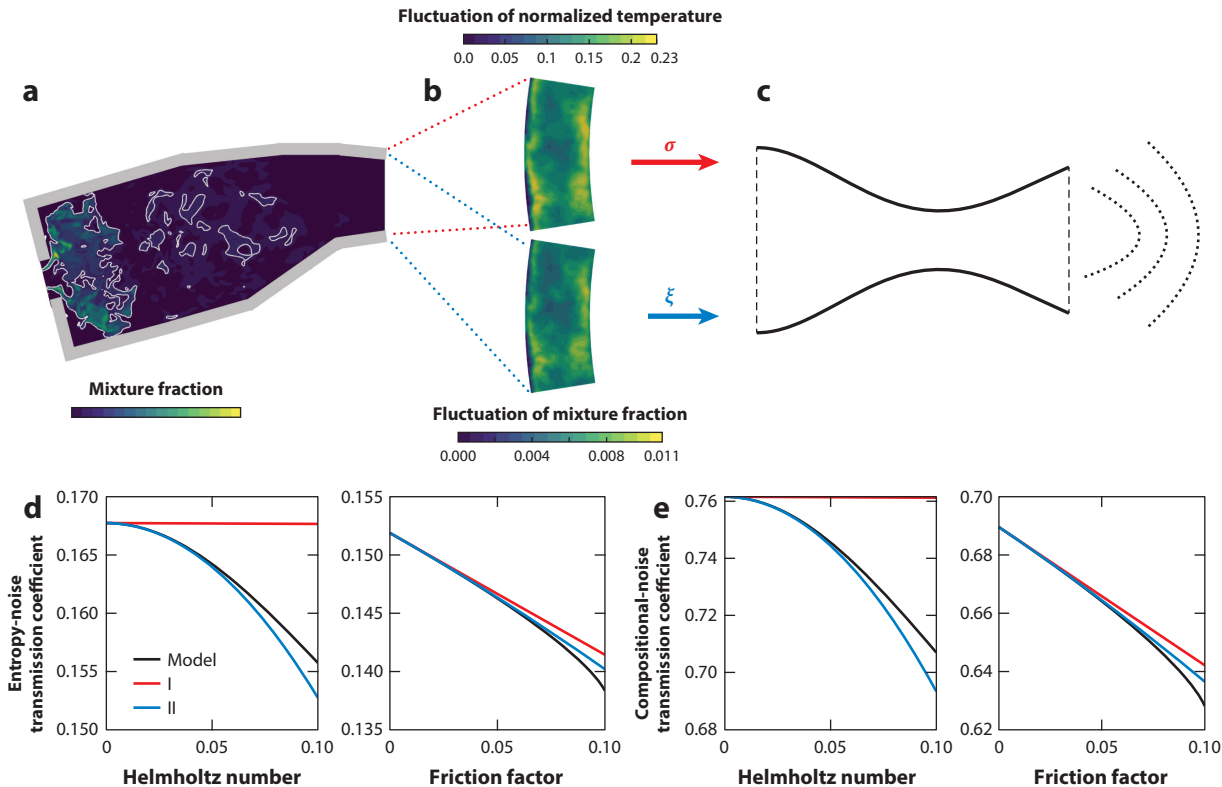 Fluctuation of normalized temperature
0.0 0.05 0.1 0.15 0.2 0.23
a
b
c
σ
ξ
Mixture fraction
Fluctuation of mixture fraction
0.000 0.004 0.008 0.011
d
Entropy-noise
transmission coefficient
0.170
0.165
0.160
0.155
0.150
Model
I
II
0 0.05 0.10
Helmholtz number
0.155
0.150
0.145
0.140
0.135
0 0.05 0.10
Friction factor
e
Compositional-noise
transmission coefficient
0.76
0.74
0.72
0.70
0.68
0 0.05 0.10
Helmholtz number
0.70
0.68
0.66
0.64
0.62
0 0.05 0.10
Friction factor